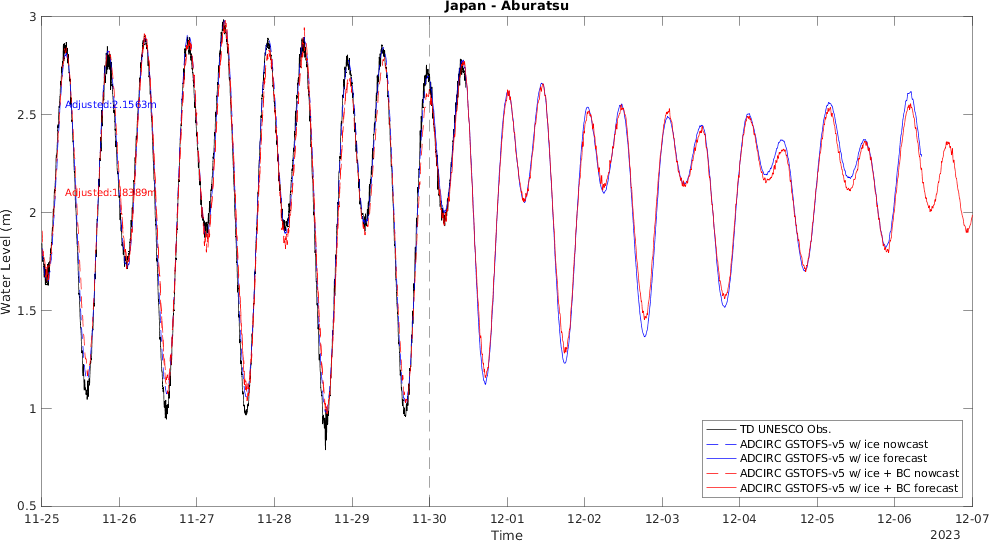 Japan - Aburatsu
3
2.5
2
1.5
1
0.5
Water Level (m)
Adjusted:2.1563m
Adjusted:1.8389m
TD UNESCO Obs.
ADCIRC GSTOFS-v5 w/ ice nowcast
ADCIRC GSTOFS-v5 w/ ice forecast
ADCIRC GSTOFS-v5 w/ ice + BC nowcast
ADCIRC GSTOFS-v5 w/ ice + BC forecast
11-25 11-26 11-27 11-28 11-29 11-30 12-01 12-02 12-03 12-04 12-05 12-06 12-07
Time
2023